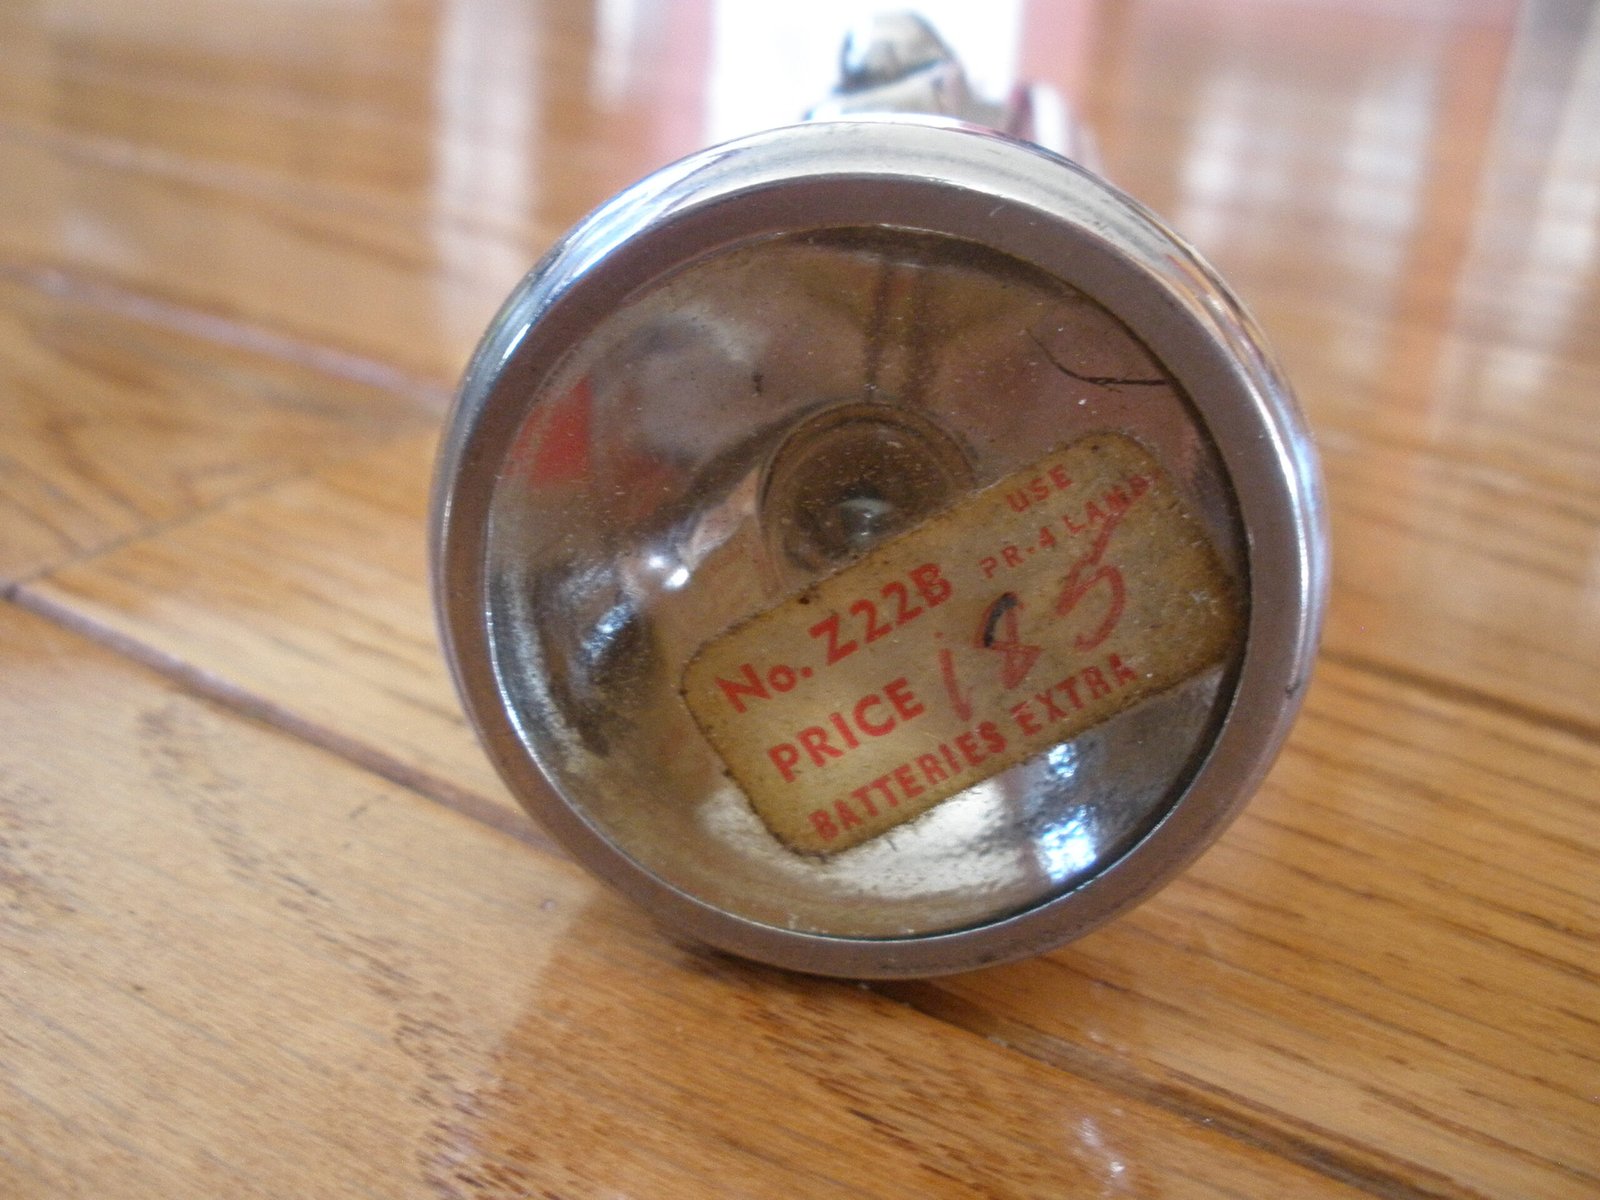 No. Z22B USE
PR-4 LAMP
PRICE 185
BATTERIES EXTRA